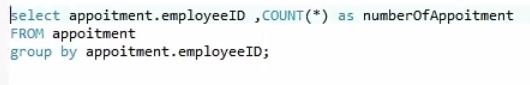 select appoitment.employeeID ,COUNT(*) as numberOfAppoitment
FROM appoitment
group by appoitment.employeeID;